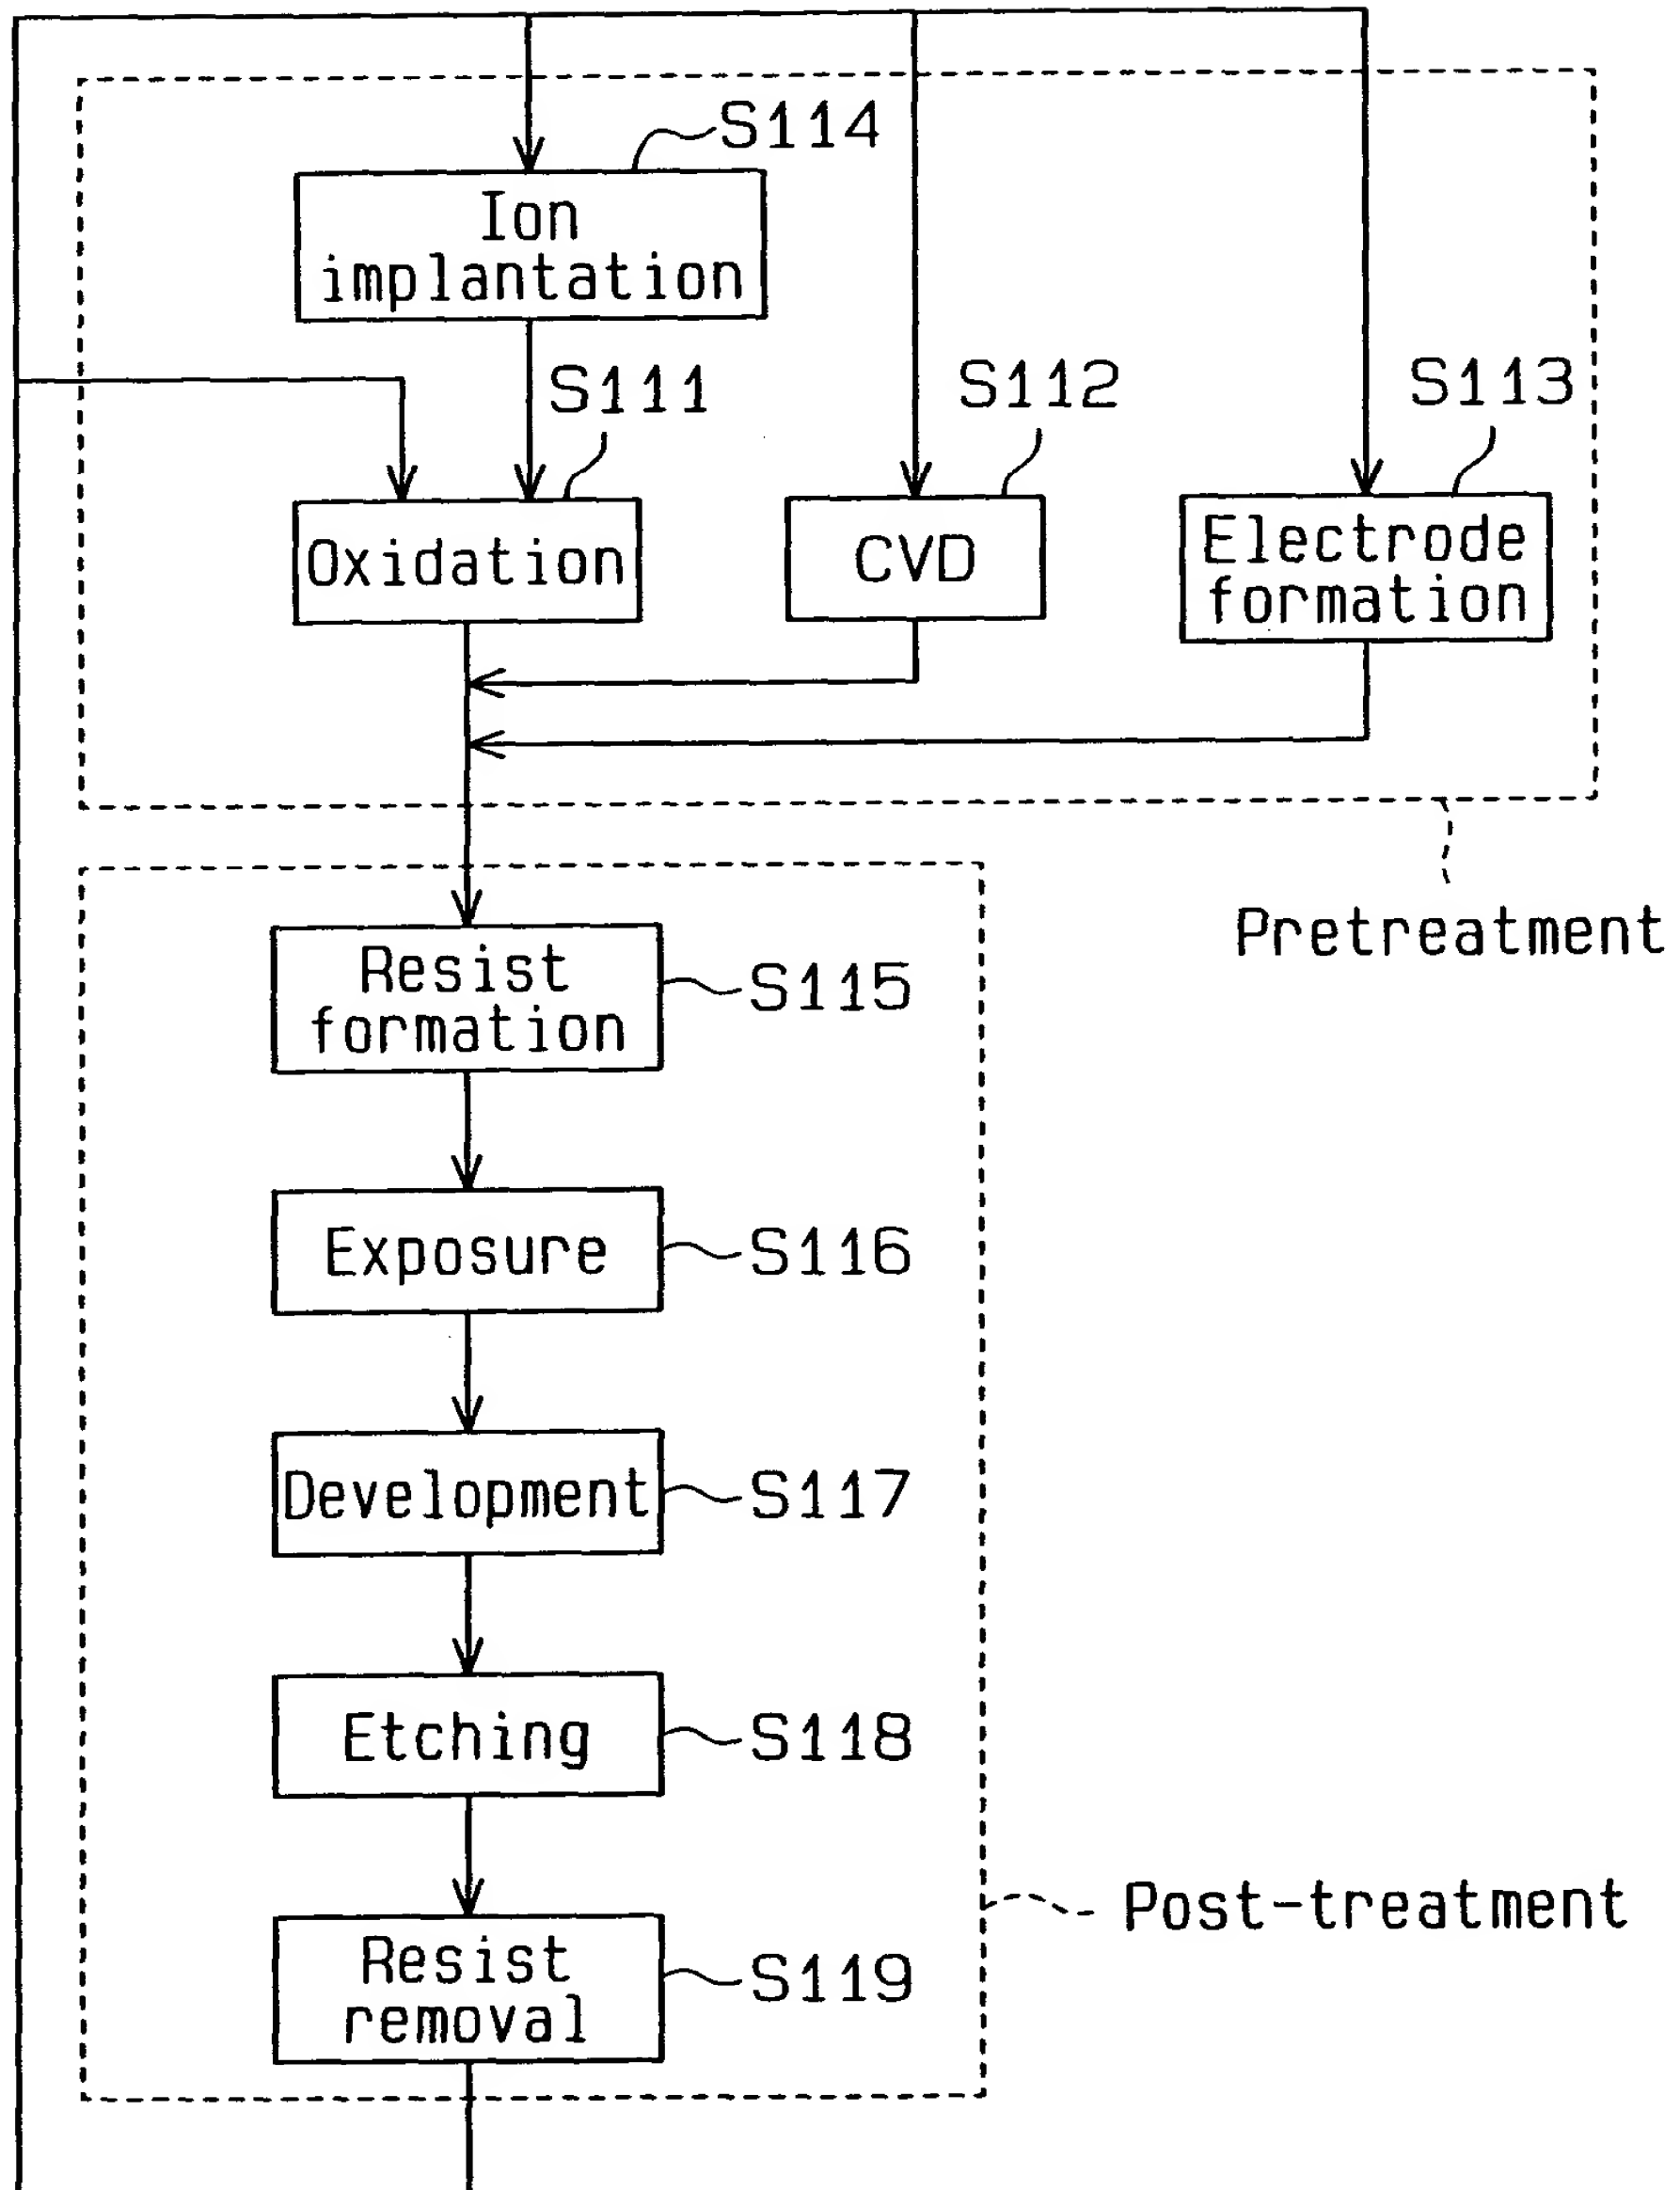 S114
Ion
implantation
S111
S112
S113
Oxidation
CVD
Electrode
formation
Pretreatment
Resist
formation
S115
Exposure
S116
Development
S117
Etching
S118
Post-treatment
Resist
removal
S119